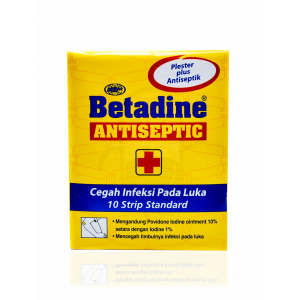 Plester
plus
Antiseptik
Betadine®
ANTISEPTIC
Cegah Infeksi Pada Luka
10 Strip Standard
• Mengandung Povidone Iodine ointment 10%
setara dengan Iodine 1%
• Mencegah timbulnya infeksi pada luka